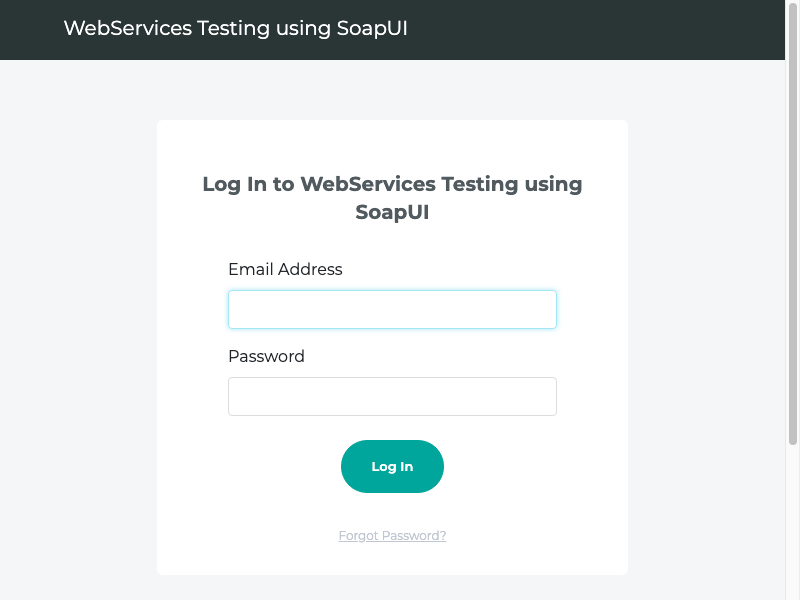 WebServices Testing using SoapUI
Log In to WebServices Testing using
SoapUI
Email Address
Password
Log In
Forgot Password?